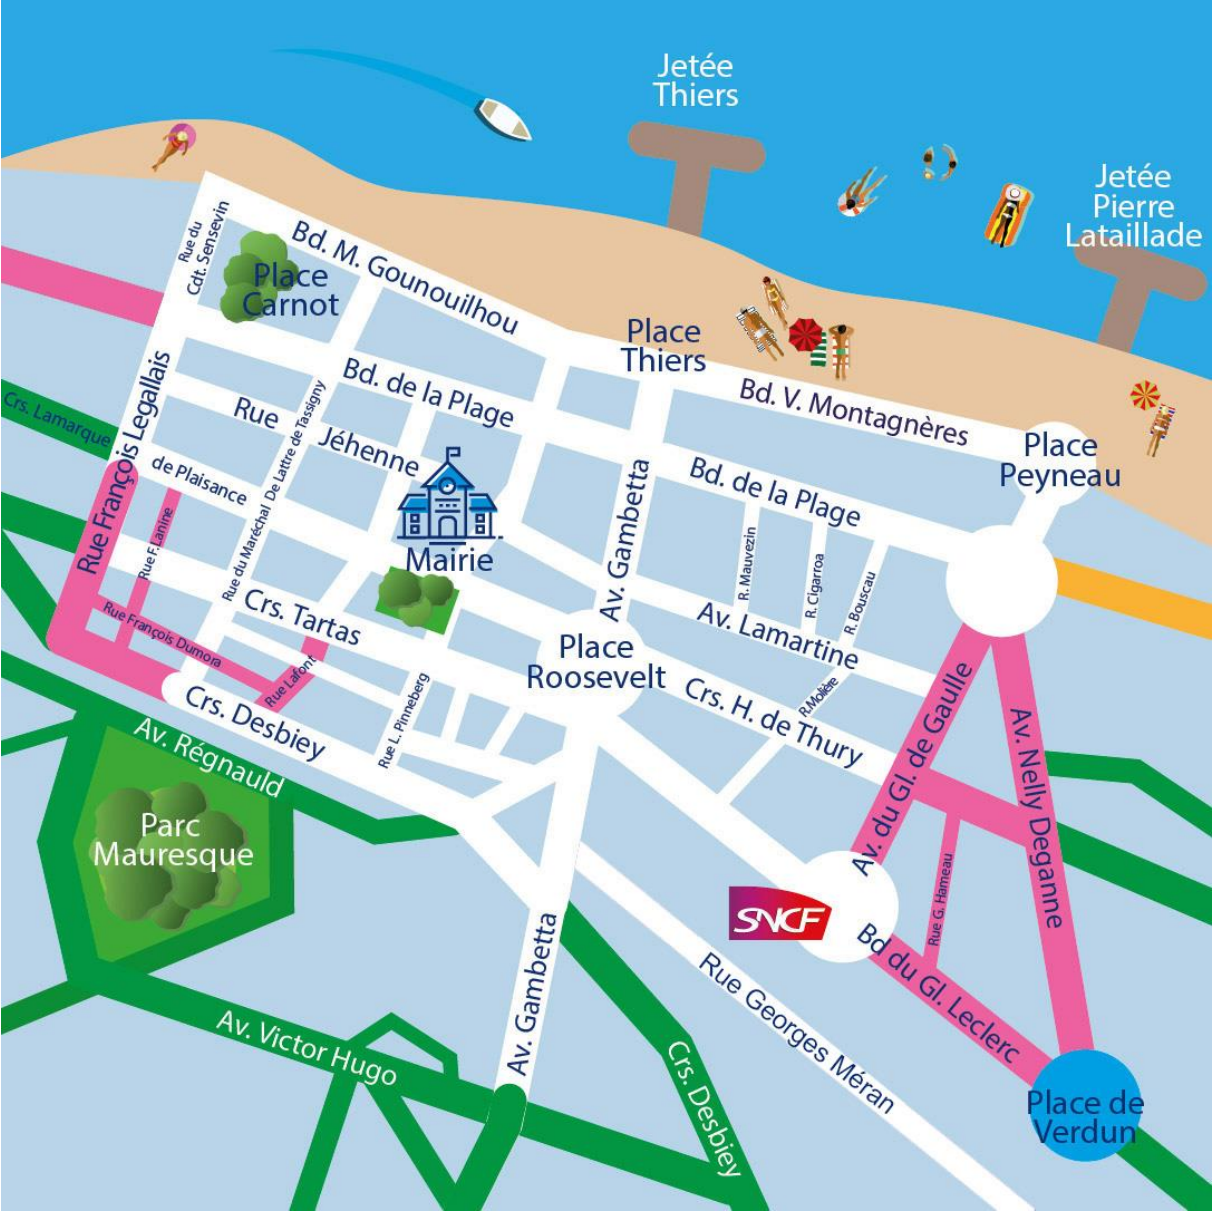 Jetée
Thiers
Jetée
Pierre
Lataillade
Rue du
Cdt. Sensevin
Bd. M. Gounouilhou
Place
Carnot
Place
Thiers
Bd. V. Montagnères
Place
Peyneau
Crs. Lamarque
Rue François Legallais
Bd. de la Plage
Rue Jéhenne
Rue du Maréchal De Lattre de Tassigny
de Plaisance
Rue F. Lanine
Mairie
Av. Gambetta
Bd. de la Plage
R. Mauvezin
R. Cigarroa
R. Bouscau
Av. Lamartine
R. Molière
Crs. Tartas
Rue François Dumora
Rue Lafont
Rue L. Pinneberg
Place
Roosevelt
Crs. H. de Thury
Av. du Gl. de Gaulle
Av. Nelly Deganne
Crs. Desbiey
Av. Régnauld
Parc
Mauresque
SNCF
Rue G. Hameau
Bd du Gl. Leclerc
Av. Gambetta
Rue Georges Méran
Av. Victor Hugo
Crs. Desbiey
Place de
Verdun